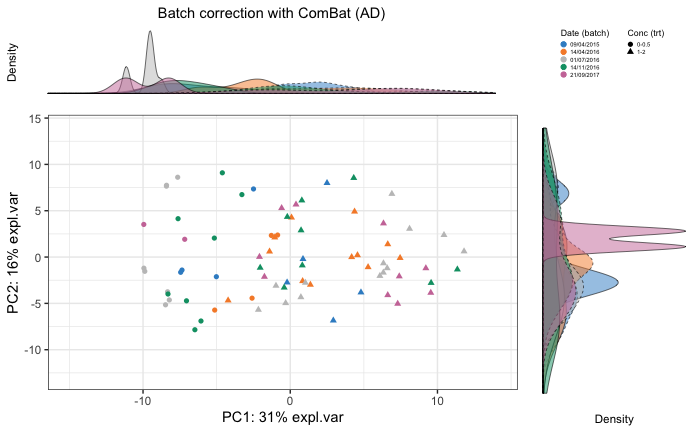 Batch correction with ComBat (AD)
Density
Date (batch)
09/04/2015
14/04/2016
01/07/2016
14/11/2016
21/09/2017
Conc (trt)
0-0.5
1-2
15
10
5
0
-5
-10
PC2: 16% expl.var
-10
0
10
PC1: 31% expl.var
Density